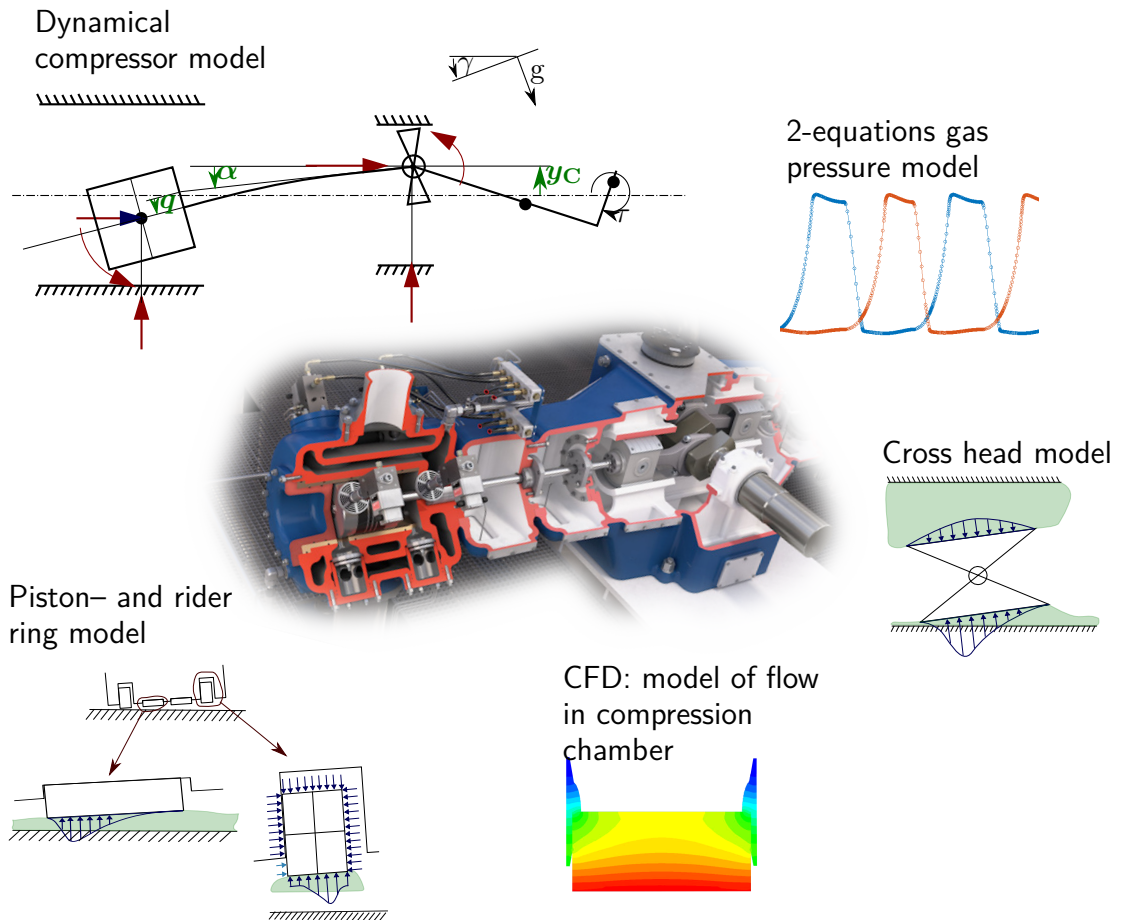 Dynamical
compressor model
g
α
q
yC
2-equations gas
pressure model
Cross head model
Piston– and rider
ring model
CFD: model of flow
in compression
chamber